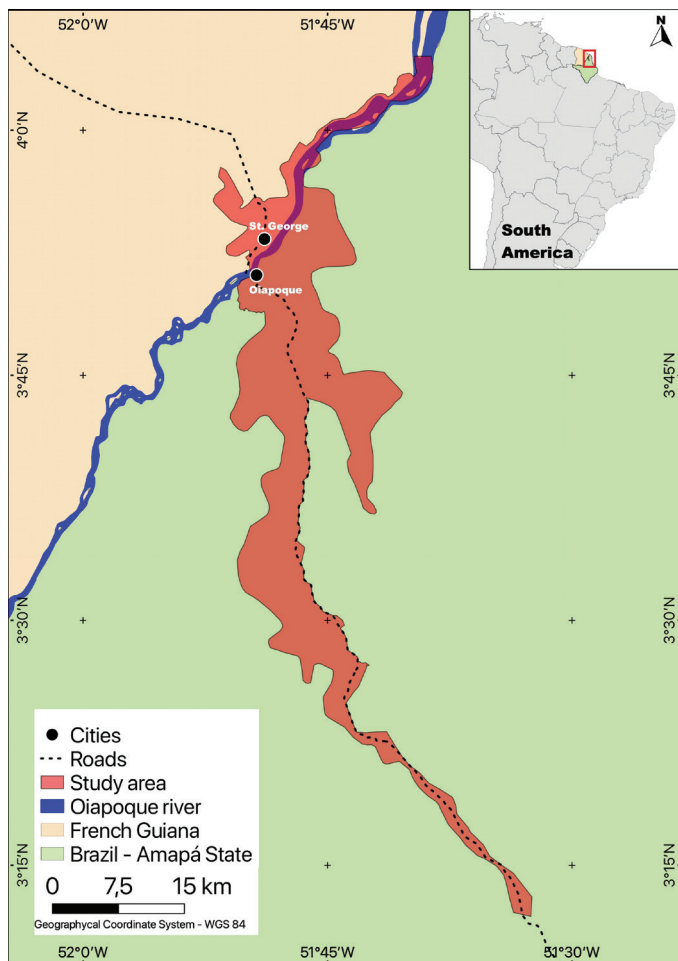 52°0'W
51°45'W
N
4°0'N
4°0'N
South
America
St. George
Oiapoque
3°45'N
3°45'N
3°30'N
3°30'N
Cities
Roads
Study area
Oiapoque river
French Guiana
Brazil - Amapá State
0 7,5 15 km
Geographycal Coordinate System - WGS 84
3°15'N
3°15'N
52°0'W
51°45'W
51°30'W